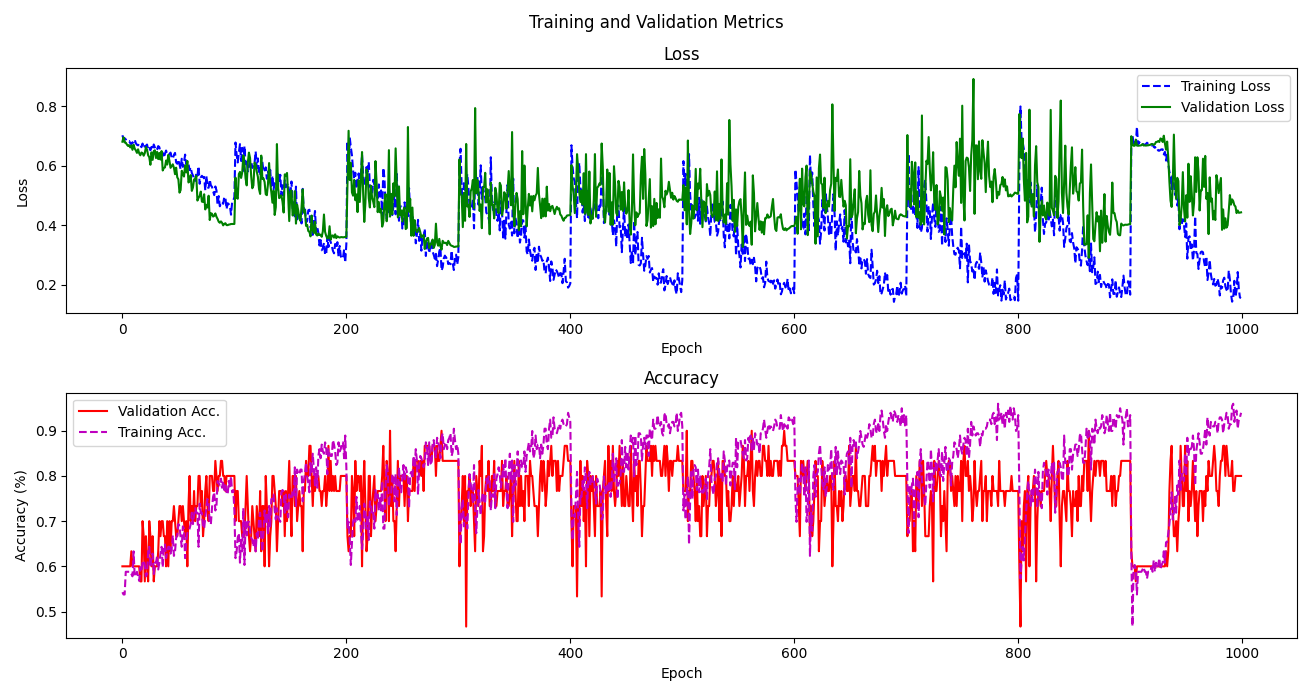 Training and Validation Metrics
Loss
Training Loss
Validation Loss
0.8
0.6
0.4
0.2
Loss
0 200 400 600 800 1000
Epoch
Accuracy
Validation Acc.
Training Acc.
0.9
0.8
0.7
0.6
0.5
Accuracy (%)
0 200 400 600 800 1000
Epoch